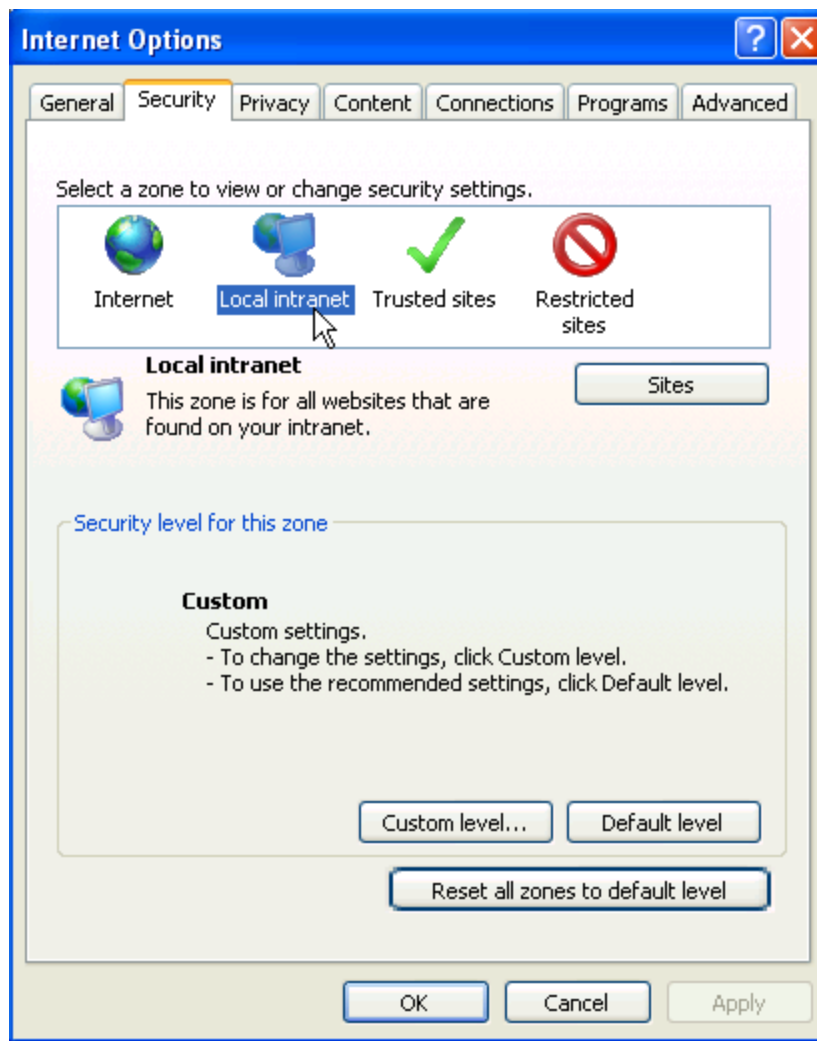 Internet Options
General Security Privacy Content Connections Programs Advanced
Select a zone to view or change security settings.
Internet Local intranet Trusted sites Restricted
sites
Local intranet
Sites
This zone is for all websites that are
found on your intranet.
Security level for this zone
Custom
Custom settings.
- To change the settings, click Custom level.
- To use the recommended settings, click Default level.
Custom level... Default level
Reset all zones to default level
OK Cancel Apply